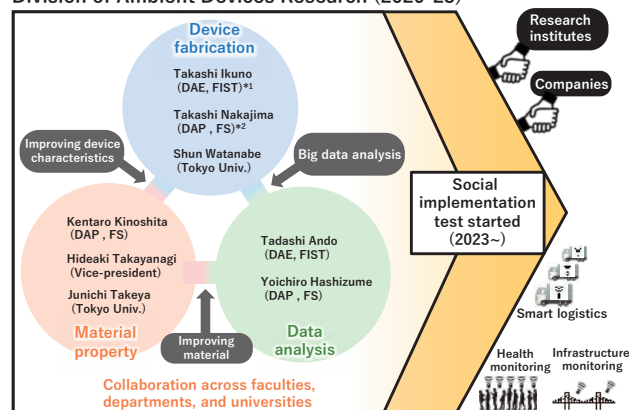 Division of Ambient Devices Research (2020-25)
Device
fabrication
Takashi Ikuno
(DAE, FIST)*1
Takashi Nakajima
(DAP , FS)*2
Shun Watanabe
(Tokyo Univ.)
Improving device
characteristics
Big data analysis
Kentaro Kinoshita
(DAP , FS)
Hideaki Takayanagi
(Vice-president)
Junichi Takeya
(Tokyo Univ.)
Material
property
Tadashi Ando
(DAE, FIST)
Yoichiro Hashizume
(DAP , FS)
Data
analysis
Improving
material
Collaboration across faculties,
departments, and universities
Social
implementation
test started
(2023~)
Research
institutes
Companies
Smart logistics
Health
monitoring
Infrastructure
monitoring